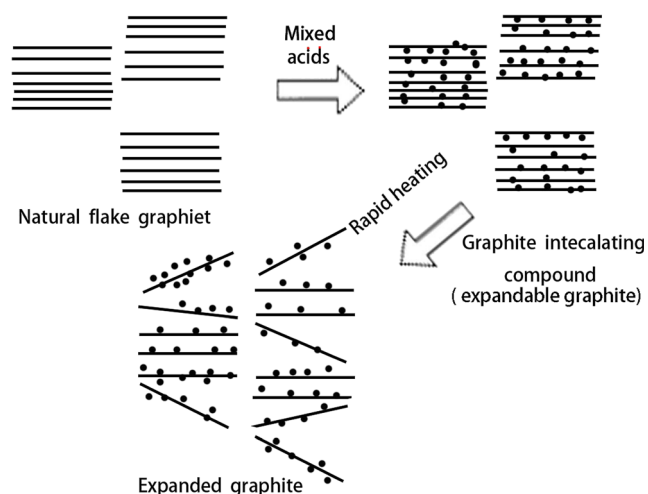 Mixed
acids
Natural flake graphiet
Rapid heating
Graphite intecalating
compound
( expandable graphite)
Expanded graphite